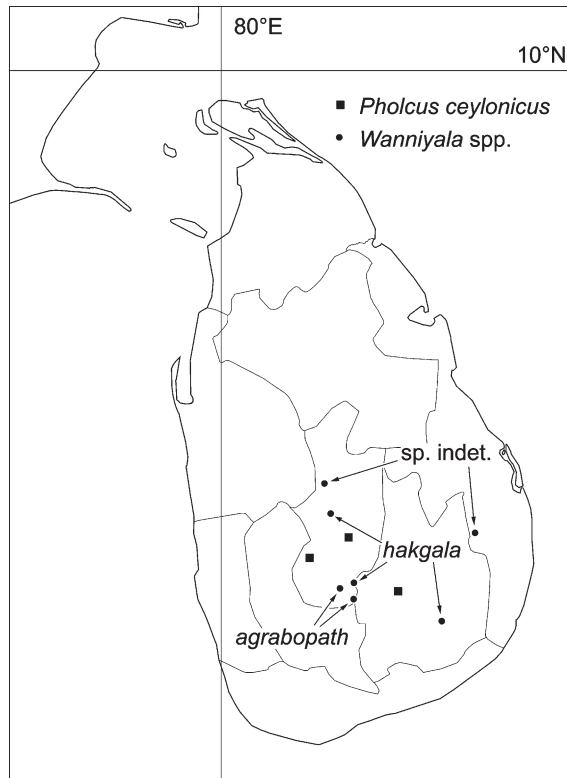 80°E
10°N
Pholcus ceylonicus
Wanniyala spp.
sp. indet.
hakgala
agrabopath